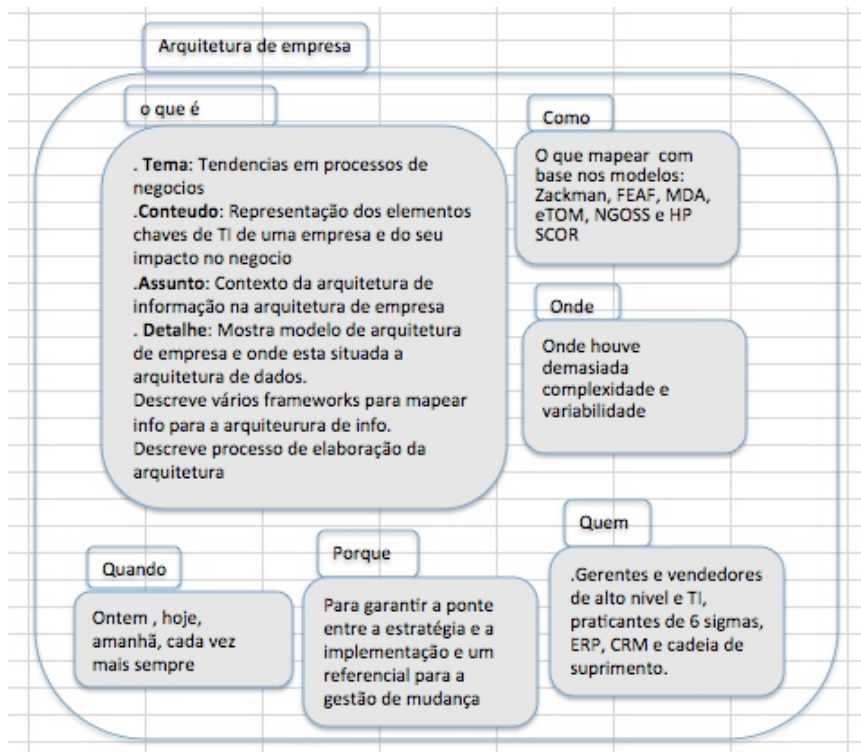 Arquitetura de empresa
o que é
. Tema: Tendencias em processos de
negocios
.Conteudo: Representação dos elementos
chaves de TI de uma empresa e do seu
impacto no negocio
.Assunto: Contexto da arquitetura de
informação na arquitetura de empresa
. Detalhe: Mostra modelo de arquitetura
de empresa e onde esta situada a
arquitetura de dados.
Descreve vários frameworks para mapear
info para a arquiteurura de info.
Descreve processo de elaboração da
arquitetura
Como
O que mapear com
base nos modelos:
Zackman, FEAF, MDA,
eTOM, NGOSS e HP
SCOR
Onde
Onde houve
demasiada
complexidade e
variabilidade
Quando
Ontem , hoje,
amanhã, cada vez
mais sempre
Porque
Para garantir a ponte
entre a estratégia e a
implementação e um
referencial para a
gestão de mudança
Quem
.Gerentes e vendedores
de alto nivel e TI,
praticantes de 6 sigmas,
ERP, CRM e cadeia de
suprimento.